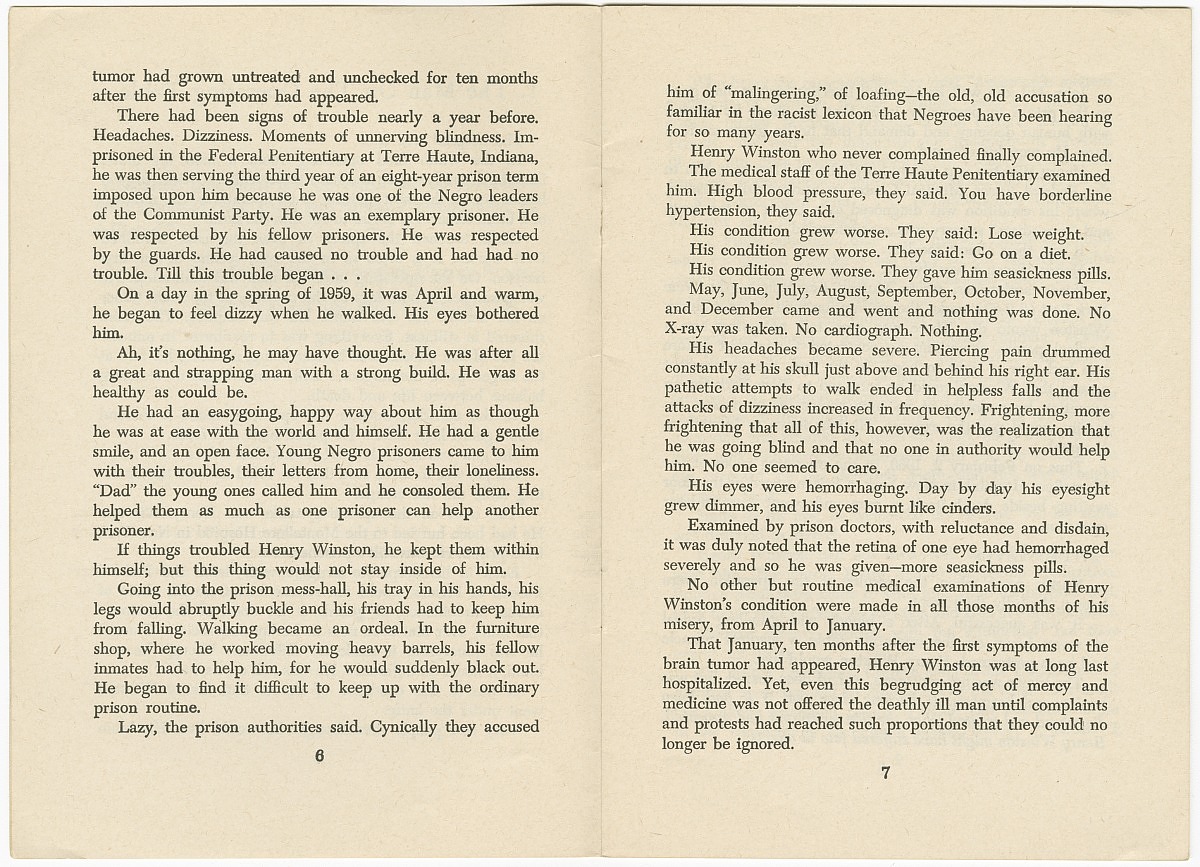 tumor had grown untreated and unchecked for ten months
after the first symptoms had appeared.
There had been signs of trouble nearly a year before.
Headaches. Dizziness. Moments of unnerving blindness. Im-
prisoned in the Federal Penitentiary at Terre Haute, Indiana,
he was then serving the third year of an eight-year prison term
imposed upon him because he was one of the Negro leaders
of the Communist Party. He was an exemplary prisoner. He
was respected by his fellow prisoners. He was respected
by the guards. He had caused no trouble and had had no
trouble. Till this trouble began . . .
On a day in the spring of 1959, it was April and warm,
he began to feel dizzy when he walked. His eyes bothered
him.
Ah, it's nothing, he may have thought. He was after all
a great and strapping man with a strong build. He was as
healthy as could be.
He had an easygoing, happy way about him as though
he was at ease with the world and himself. He had a gentle
smile, and an open face. Young Negro prisoners came to him
with their troubles, their letters from home, their loneliness.
"Dad" the young ones called him and he consoled them. He
helped them as much as one prisoner can help another
prisoner.
If things troubled Henry Winston, he kept them within
himself; but this thing would not stay inside of him.
Going into the prison mess-hall, his tray in his hands, his
legs would abruptly buckle and his friends had to keep him
from falling. Walking became an ordeal. In the furniture
shop, where he worked moving heavy barrels, his fellow
inmates had to help him, for he would suddenly black out.
He began to find it difficult to keep up with the ordinary
prison routine.
Lazy, the prison authorities said. Cynically they accused
6
him of "malingering," of loafing—the old, old accusation so
familiar in the racist lexicon that Negroes have been hearing
for so many years.
Henry Winston who never complained finally complained.
The medical staff of the Terre Haute Penitentiary examined
him. High blood pressure, they said. You have borderline
hypertension, they said.
His condition grew worse. They said: Lose weight.
His condition grew worse. They said: Go on a diet.
His condition grew worse. They gave him seasickness pills.
May, June, July, August, September, October, November,
and December came and went and nothing was done. No
X-ray was taken. No cardiograph. Nothing.
His headaches became severe. Piercing pain drummed
constantly at his skull just above and behind his right ear. His
pathetic attempts to walk ended in helpless falls and the
attacks of dizziness increased in frequency. Frightening, more
frightening that all of this, however, was the realization that
he was going blind and that no one in authority would help
him. No one seemed to care.
His eyes were hemorrhaging. Day by day his eyesight
grew dimmer, and his eyes burnt like cinders.
Examined by prison doctors, with reluctance and disdain,
it was duly noted that the retina of one eye had hemorrhaged
severely and so he was given—more seasickness pills.
No other but routine medical examinations of Henry
Winston's condition were made in all those months of his
misery, from April to January.
That January, ten months after the first symptoms of the
brain tumor had appeared, Henry Winston was at long last
hospitalized. Yet, even this begrudging act of mercy and
medicine was not offered the deathly ill man until complaints
and protests had reached such proportions that they could no
longer be ignored.
7